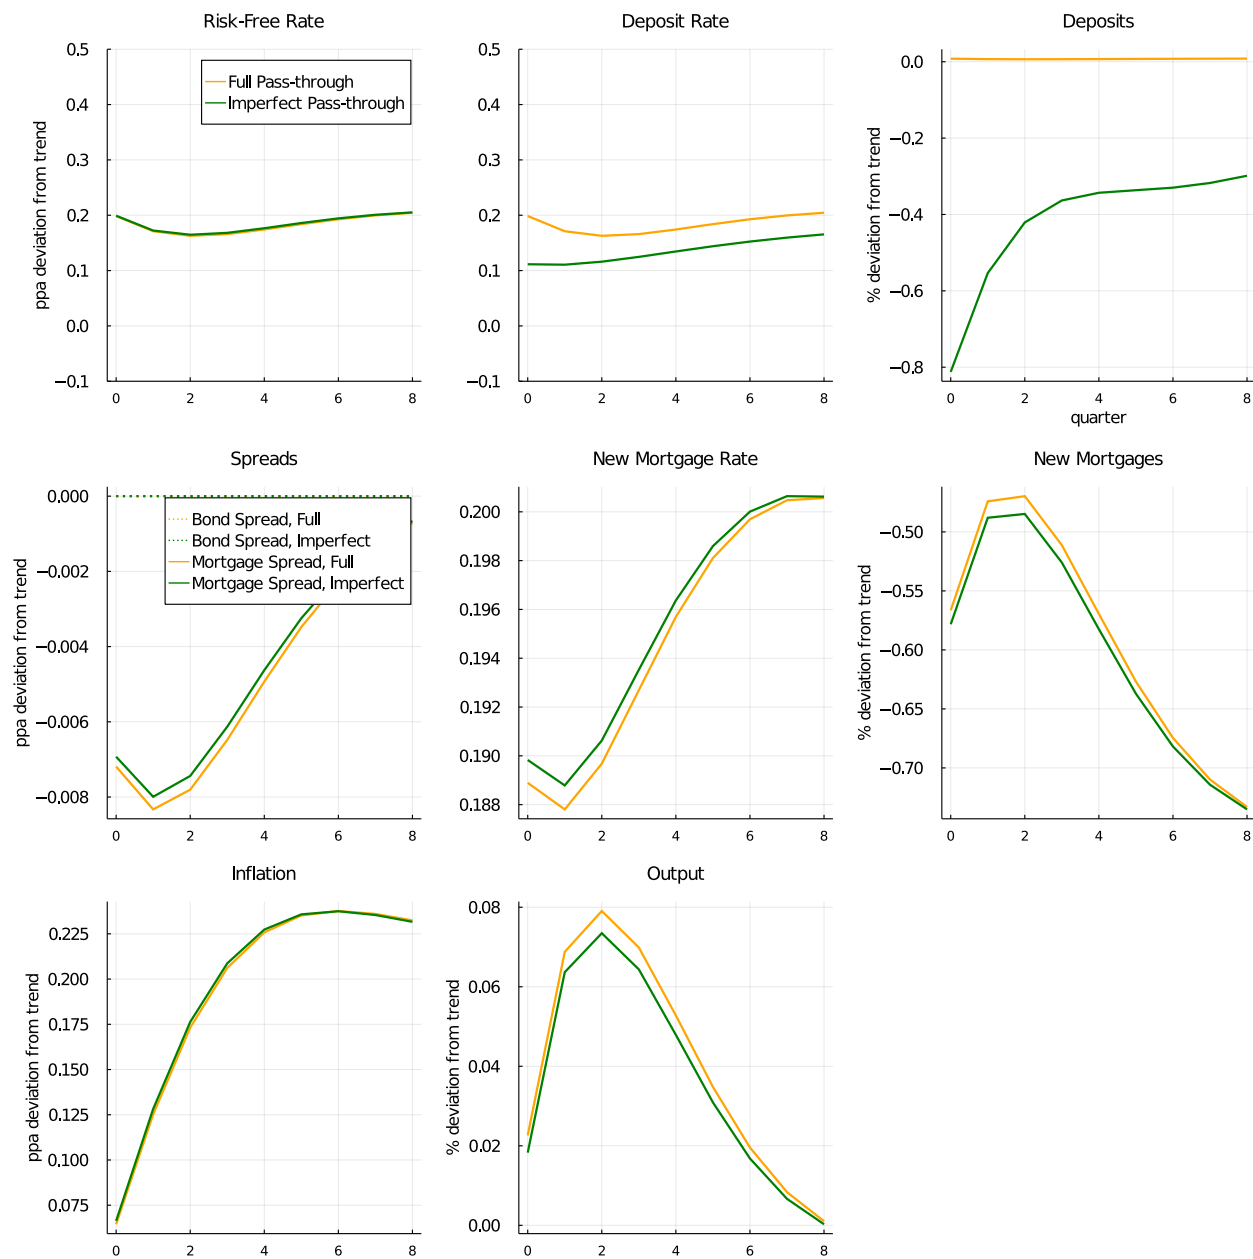 Risk-Free Rate
ppa deviation from trend
0.5
0.4
0.3
0.2
0.1
0.0
−0.1
0 2 4 6 8
Full Pass-through
Imperfect Pass-through
Deposit Rate
0.5
0.4
0.3
0.2
0.1
0.0
−0.1
0 2 4 6 8
Deposits
% deviation from trend
0.0
−0.2
−0.4
−0.6
−0.8
0 2 4 6 8
quarter
Spreads
ppa deviation from trend
0.000
−0.002
−0.004
−0.006
−0.008
0 2 4 6 8
Bond Spread, Full
Bond Spread, Imperfect
Mortgage Spread, Full
Mortgage Spread, Imperfect
New Mortgage Rate
0.200
0.198
0.196
0.194
0.192
0.190
0.188
0 2 4 6 8
New Mortgages
% deviation from trend
−0.50
−0.55
−0.60
−0.65
−0.70
0 2 4 6 8
Inflation
ppa deviation from trend
0.225
0.200
0.175
0.150
0.125
0.100
0.075
0 2 4 6 8
Output
% deviation from trend
0.08
0.06
0.04
0.02
0.00
0 2 4 6 8